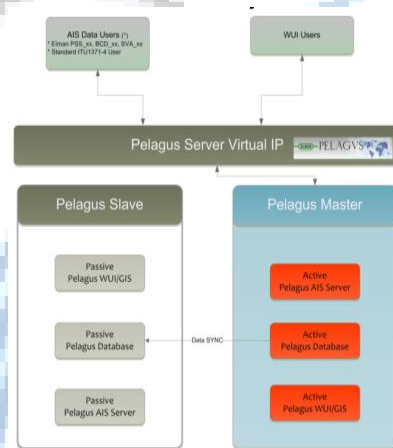 AIS Data Users (*)
* Elman PSS_xx, BCD_xx, SVA_xx
* Standard ITU1371-4 User
WUI Users
Pelagus Server Virtual IP
PELAGVS
Pelagus Slave
Pelagus Master
Passive
Pelagus WUI/GIS
Active
Pelagus AIS Server
Passive
Pelagus Database
Data SYNC
Active
Pelagus Database
Passive
Pelagus AIS Server
Active
Pelagus WUI/GIS